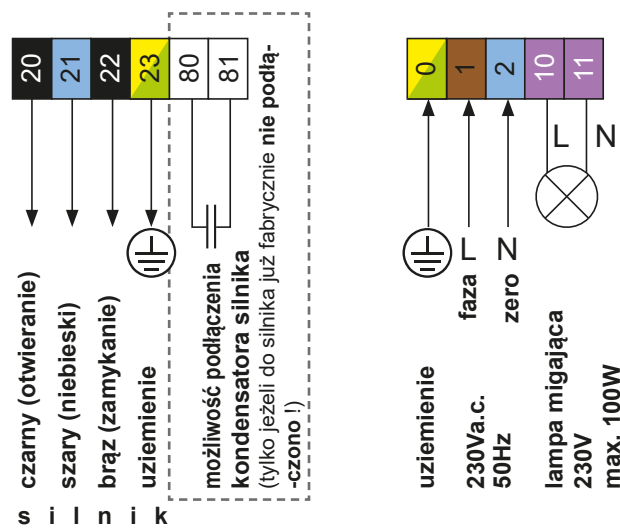 20
21
22
23
80
81
czarny (otwieranie)
szary (niebieski)
brąz (zamykanie)
uziemienie
możliwość podłączenia
kondensatora silnika
(tylko jeżeli do silnika już fabrycznie nie podłą-
-czono !)
s i l n i k
0
1
2
10
11
L N
L N
faza
zero
uziemienie
230Va.c.
50Hz
lampa migająca
230V
max. 100W